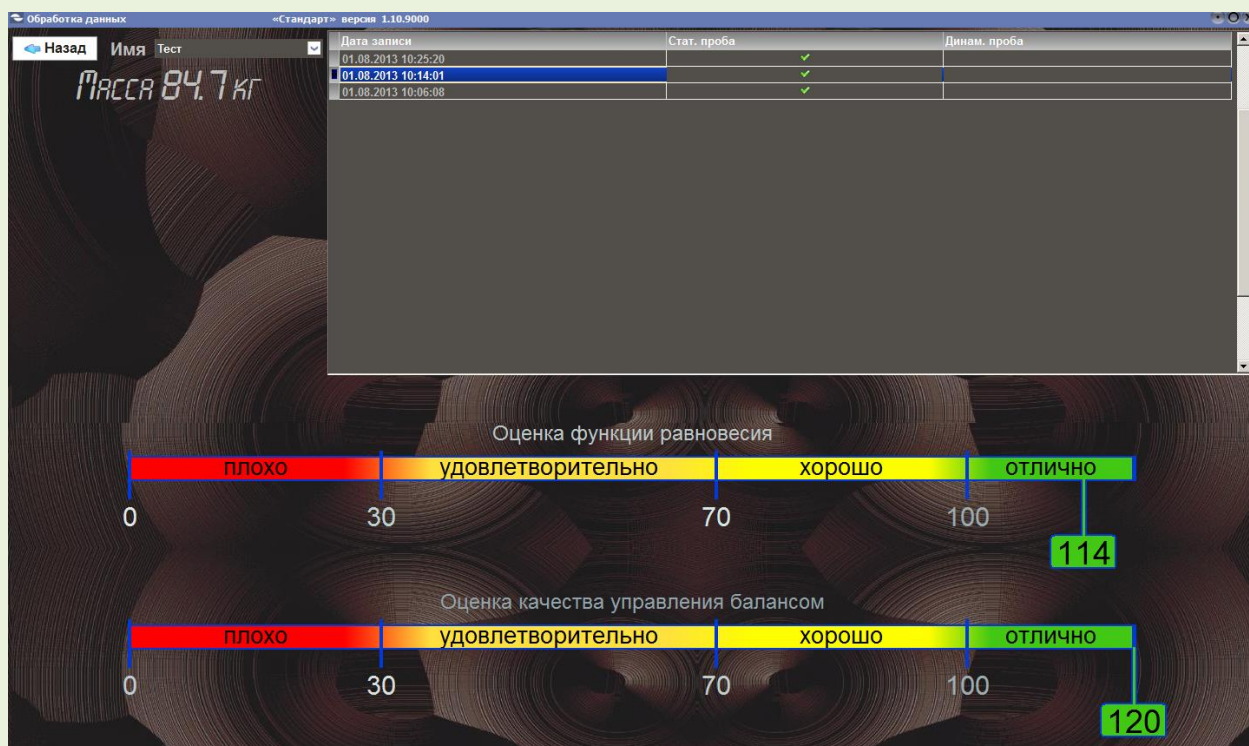 Обработка данных «Стандарт» версия 1.10.9000
Назад Имя Тест
Масса 84.7 кг
Дата записи Стат. проба Динам. проба
01.08.2013 10:25:20
01.08.2013 10:14:01
01.08.2013 10:06:08
Оценка функции равновесия
плохо удовлетворительно хорошо отлично
0 30 70 100
114
Оценка качества управления балансом
плохо удовлетворительно хорошо отлично
0 30 70 100
120